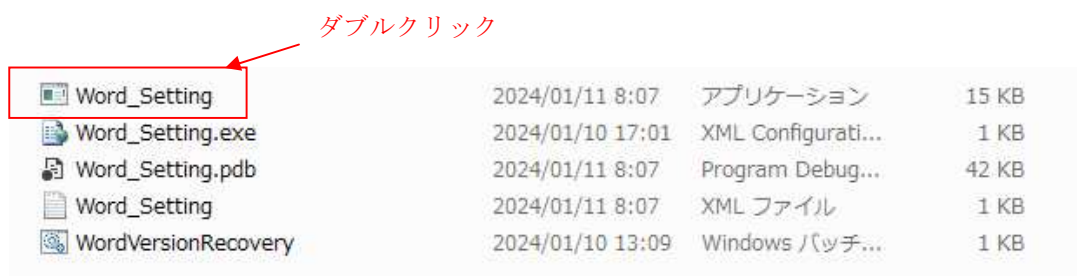 ダブルクリック
Word_Setting 2024/01/11 8:07 アプリケーション 15 KB
Word_Setting.exe 2024/01/10 17:01 XML Configurati... 1 KB
Word_Setting.pdb 2024/01/11 8:07 Program Debug... 42 KB
Word_Setting 2024/01/11 8:07 XML ファイル 1 KB
WordVersionRecovery 2024/01/10 13:09 Windows バッチ... 1 KB